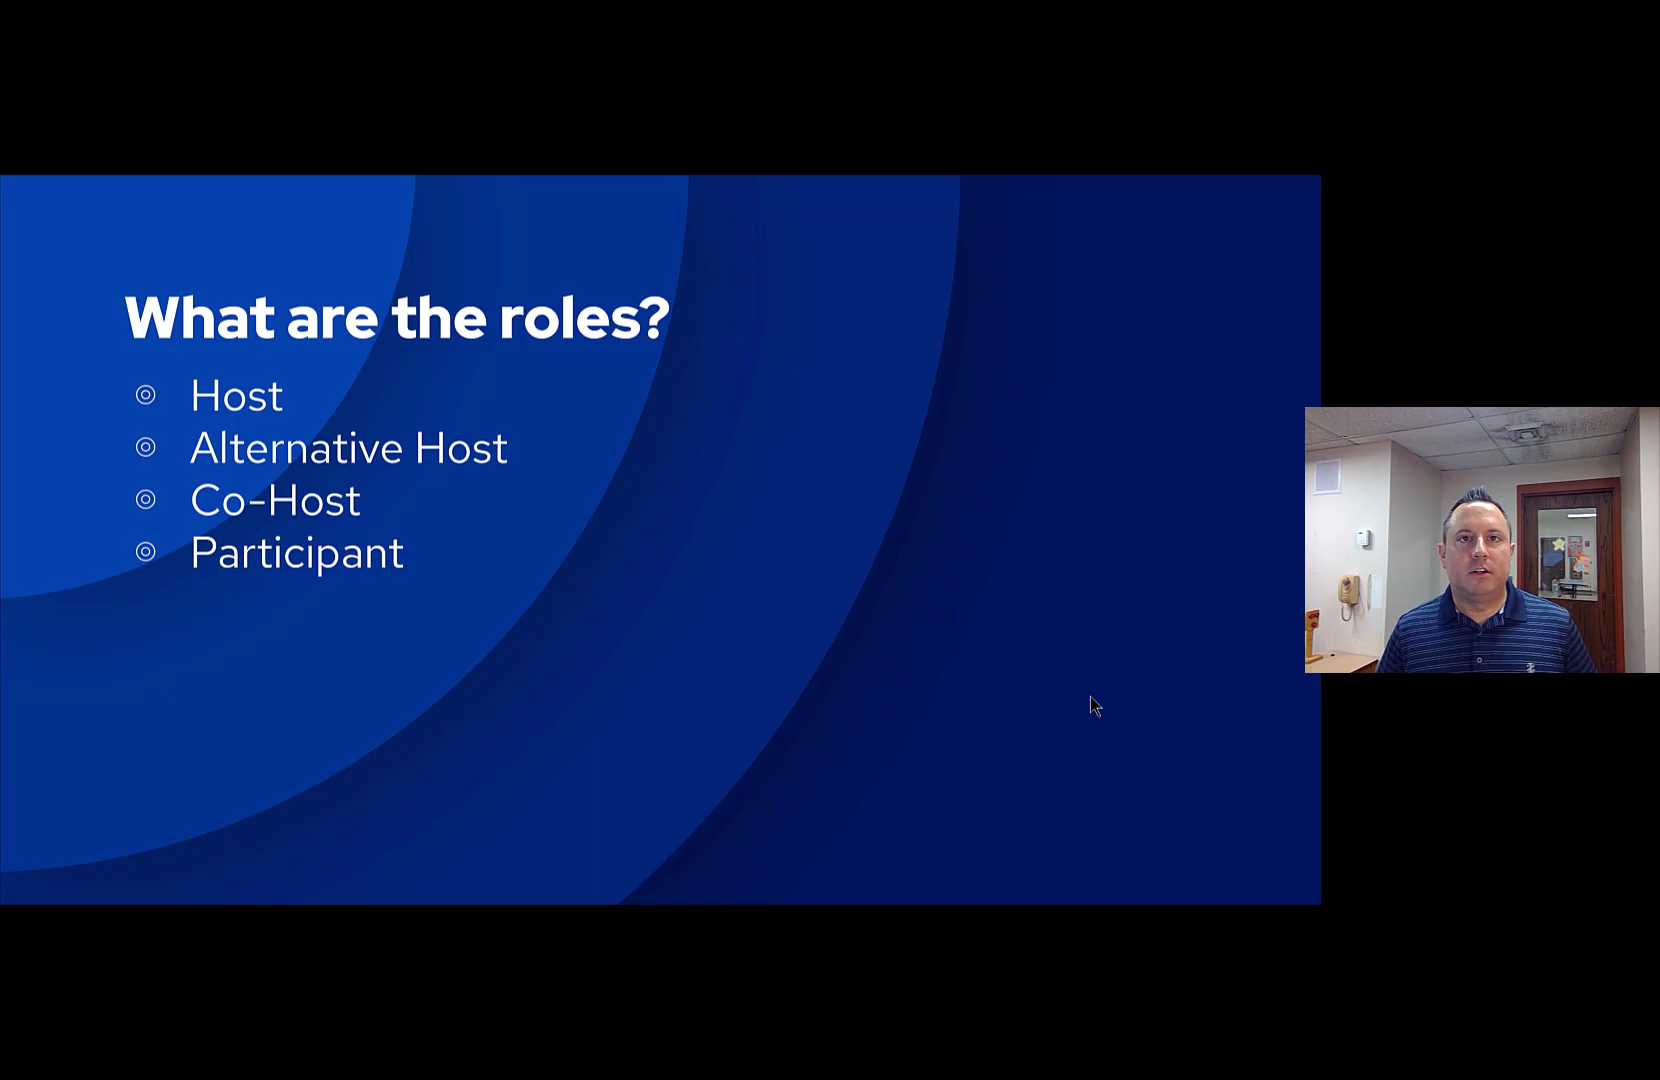 What are the roles?
Host
Alternative Host
Co-Host
Participant